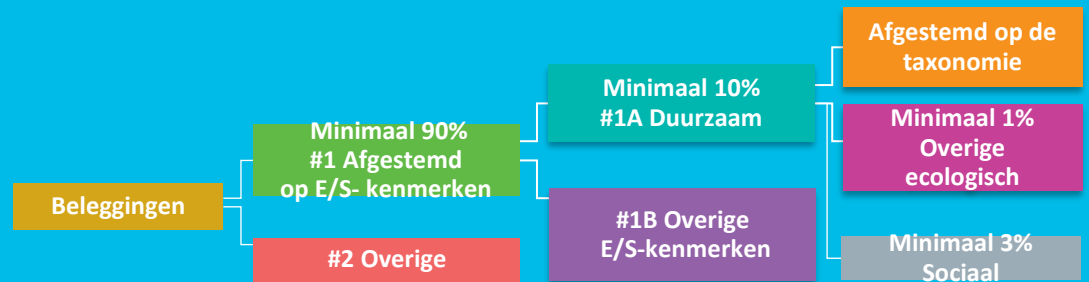 Beleggingen
Minimaal 90%
#1 Afgestemd
op E/S- kenmerken
#2 Overige
Minimaal 10%
#1A Duurzaam
#1B Overige
E/S-kenmerken
Afgestemd op de
taxonomie
Minimaal 1%
Overige
ecologisch
Minimaal 3%
Sociaal